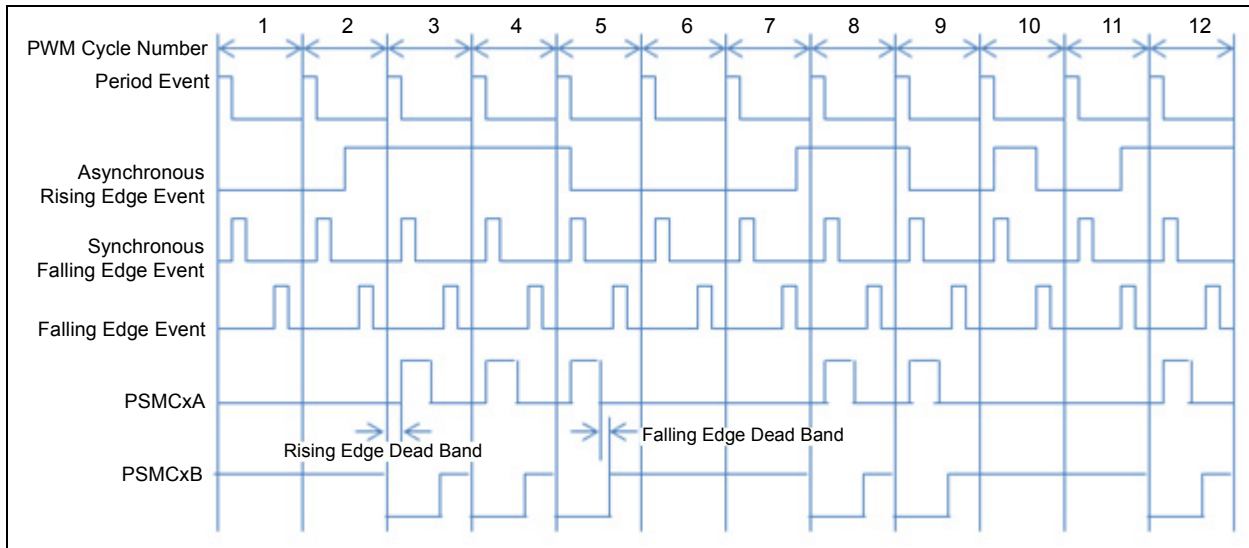 1 2 3 4 5 6 7 8 9 10 11 12
PWM Cycle Number
Period Event
Asynchronous
Rising Edge Event
Synchronous
Falling Edge Event
Falling Edge Event
PSMCxA
Rising Edge Dead Band
Falling Edge Dead Band
PSMCxB